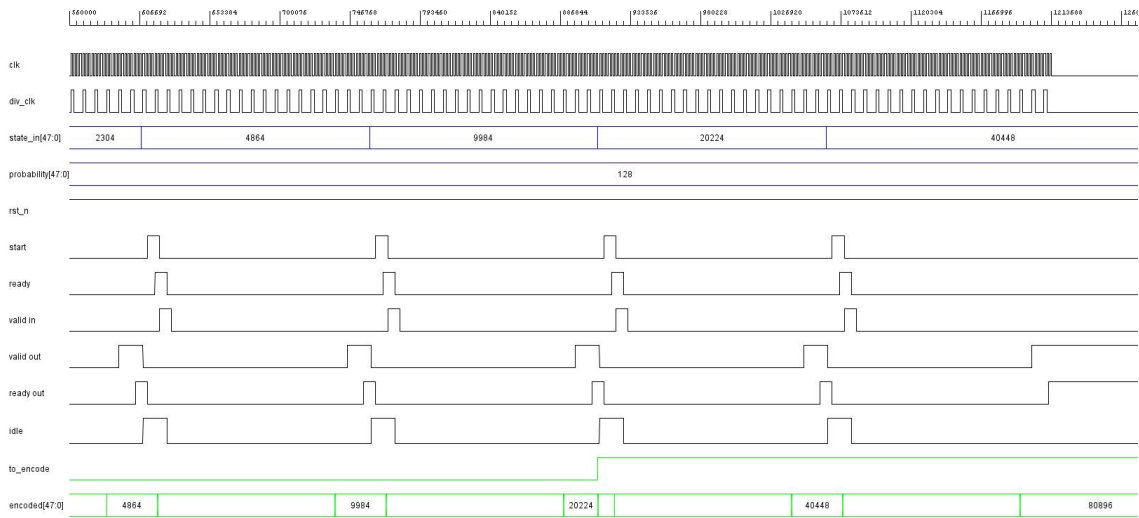 560000 606692 653384 700076 746768 793460 840152 886844 933536 980228 1026920 1073612 1120304 1166996 1213688
clk
div_clk
state_in[47:0] 2304 4864 9984 20224 40448
probability[47:0] 128
rst_n
start
ready
valid in
valid out
ready out
idle
to_encode
encoded[47:0] 4864 9984 20224 40448 80896